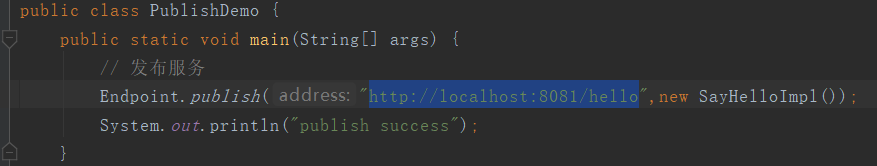 public class PublishDemo {
public static void main(String[] args) {
// 发布服务
Endpoint.publish( address: "http://localhost:8081/hello",new SayHelloImpl());
System.out.println("publish success");
}